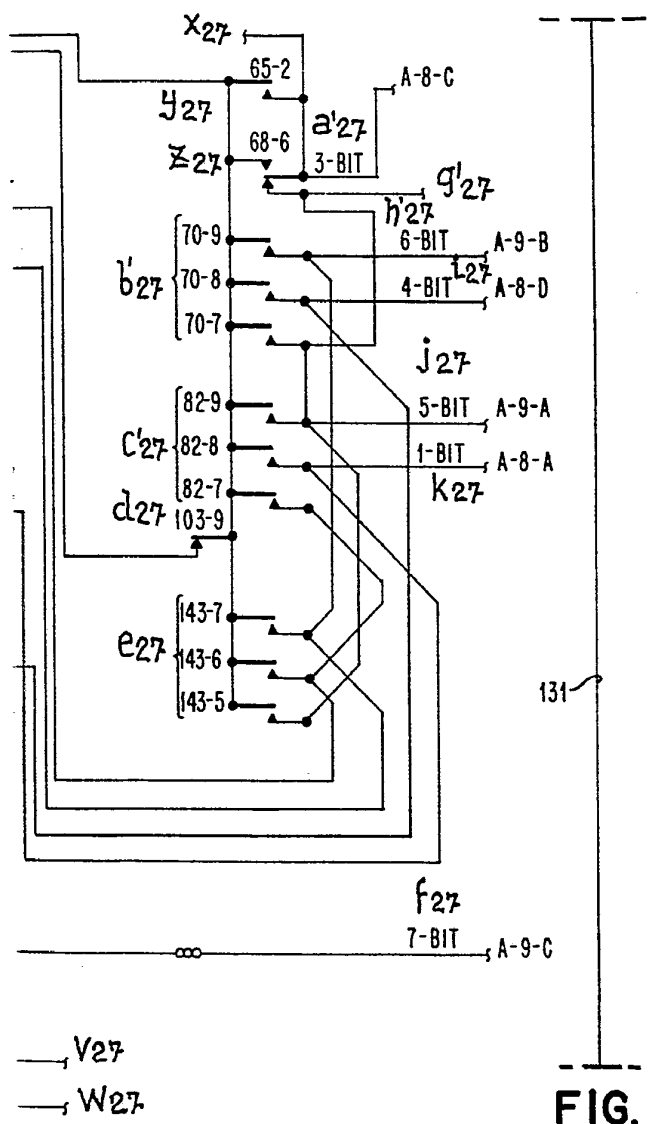 x27
65-2
A-8-C
y27
a'27
z27
68-6
3-BIT
g'27
h'27
70-9
6-BIT
A-9-B
i27
b'27
70-8
4-BIT
A-8-D
70-7
j27
82-9
5-BIT
A-9-A
c'27
82-8
1-BIT
A-8-A
k27
82-7
d27
103-9
143-7
e27
143-6
143-5
131
f27
7-BIT
A-9-C
V27
W27
FIG.